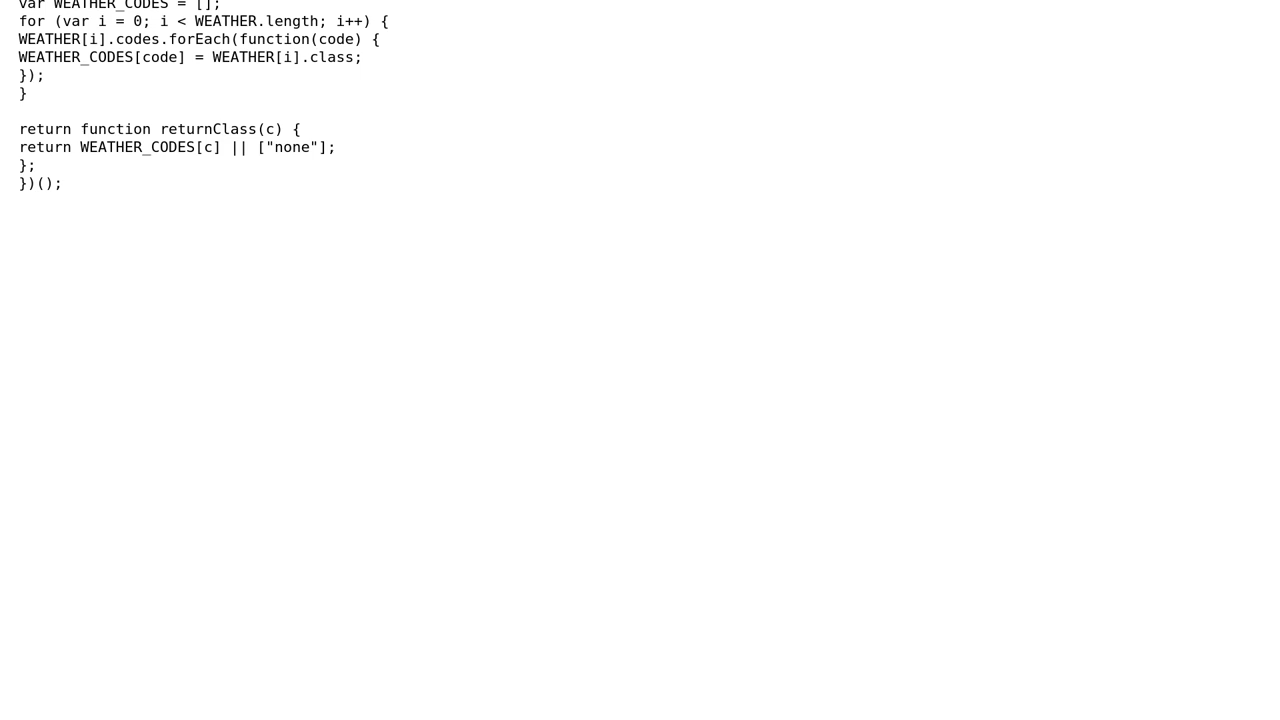 var WEATHER_CODES = [];
for (var i = 0; i < WEATHER.length; i++) {
WEATHER[i].codes.forEach(function(code) {
WEATHER_CODES[code] = WEATHER[i].class;
});
}
return function returnClass(c) {
return WEATHER_CODES[c] || ["none"];
};
})();